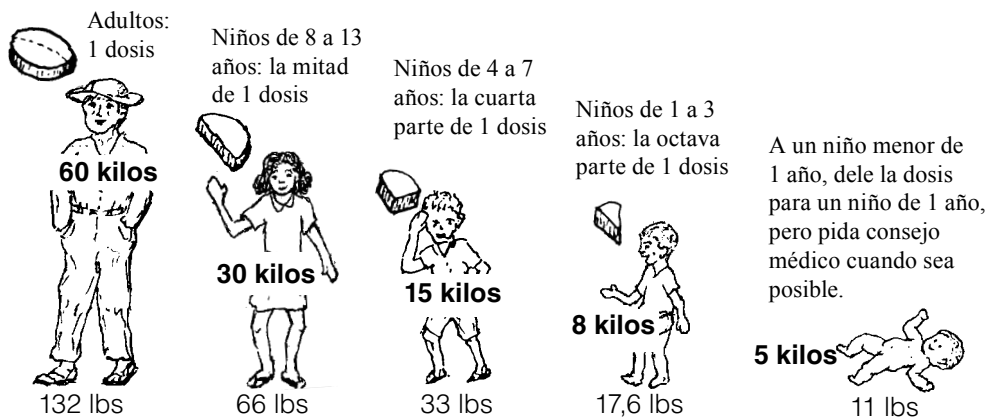 Adultos:
1 dosis
60 kilos
132 lbs
Niños de 8 a 13
años: la mitad
de 1 dosis
30 kilos
66 lbs
Niños de 4 a 7
años: la cuarta
parte de 1 dosis
15 kilos
33 lbs
Niños de 1 a 3
años: la octava
parte de 1 dosis
8 kilos
17,6 lbs
A un niño menor de
1 año, dele la dosis
para un niño de 1 año,
pero pida consejo
médico cuando sea
posible.
5 kilos
11 lbs